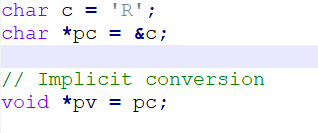 char c = 'R';
char *pc = &c;
// Implicit conversion
void *pv = pc;